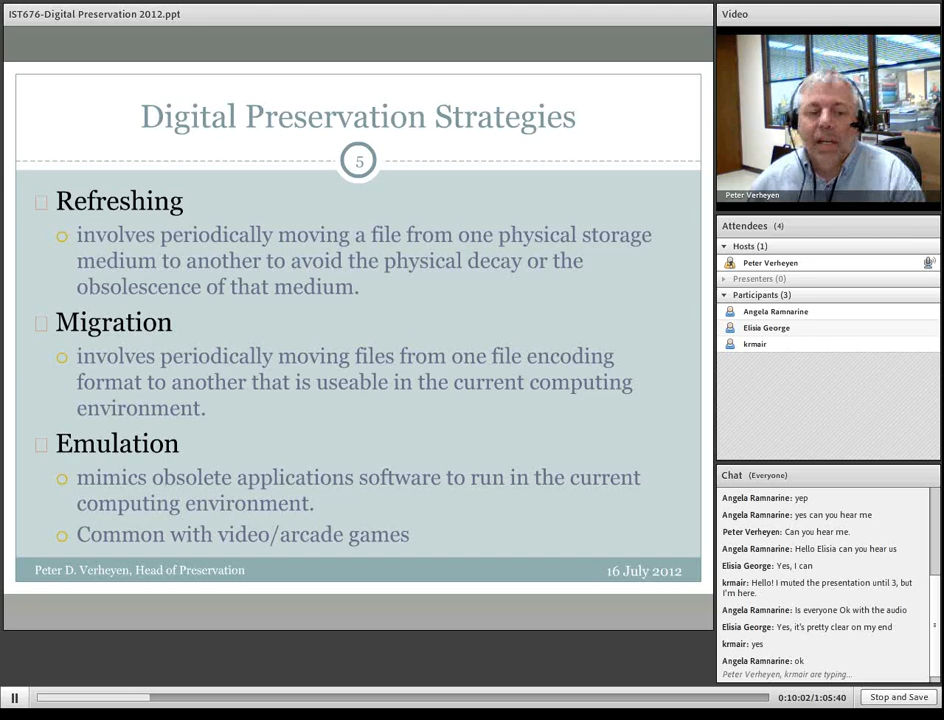 IST676-Digital Preservation 2012.ppt
Digital Preservation Strategies
5
Refreshing
involves periodically moving a file from one physical storage
medium to another to avoid the physical decay or the
obsolescence of that medium.
Migration
involves periodically moving files from one file encoding
format to another that is useable in the current computing
environment.
Emulation
mimics obsolete applications software to run in the current
computing environment.
Common with video/arcade games
Peter D. Verheyen, Head of Preservation
16 July 2012
Video
Peter Verheyen
Attendees (4)
Hosts (1)
Peter Verheyen
Presenters (0)
Participants (3)
Angela Ramnarine
Elisia George
krmair
Chat (Everyone)
Angela Ramnarine: yep
Angela Ramnarine: yes can you hear me
Peter Verheyen: Can you hear me.
Angela Ramnarine: Hello Elisia can you hear us
Elisia George: Yes, I can
krmair: Hello! I muted the presentation until 3, but
I'm here.
Angela Ramnarine: Is everyone Ok with the audio
Elisia George: Yes, it's pretty clear on my end
krmair: yes
Angela Ramnarine: ok
Peter Verheyen, krmair are typing...
0:10:02/1:05:40
Stop and Save